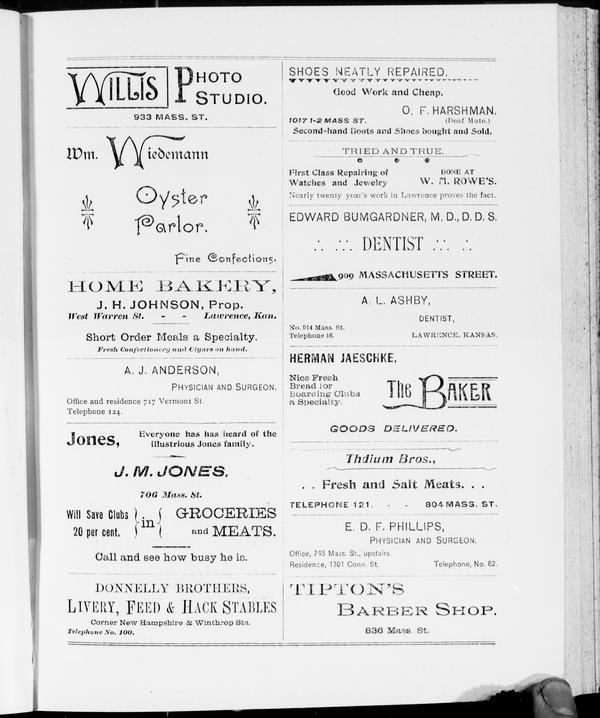 WILLIS PHOTO STUDIO.
933 MASS. ST.
Wm. Wiedemann
Oyster
Parlor.
Fine Confections.
HOME BAKERY,
J. H. JOHNSON, Prop.
West Warren St. - - Lawrence, Kan.
Short Order Meals a Specialty.
Fresh Confectionery and Cigars on hand.
A. J. ANDERSON,
PHYSICIAN AND SURGEON.
Office and residence 717 Vermont St.
Telephone 124.
Jones, Everyone has has heard of the
illustrious Jones family.
J. M. JONES,
706 Mass. St.
Will Save Clubs
20 per cent.
in
GROCERIES
and MEATS.
Call and see how busy he is.
DONNELLY BROTHERS,
LIVERY, FEED & HACK STABLES
Corner New Hampshire & Winthrop Sts.
Telephone No. 100.
SHOES NEATLY REPAIRED.
Good Work and Cheap.
O. F. HARSHMAN.
1017 1-2 MASS ST. (Deaf Mute.)
Second-hand Boots and Shoes bought and Sold.
TRIED AND TRUE.
First Class Repairing of
Watches and Jewelry
DONE AT
W. M. ROWE'S.
Nearly twenty year's work in Lawrence proves the fact.
EDWARD BUMGARDNER, M. D., D. D. S.
DENTIST
909 MASSACHUSETTS STREET.
A. L. ASHBY,
DENTIST,
No. 914 Mass. St.
Telephone 16. LAWRENCE, KANSAS.
HERMAN JAESCHKE,
Nice Fresh
Bread for
Boarding Clubs
a Specialty.
The BAKER
GOODS DELIVERED.
Thdium Bros.,
. . Fresh and Salt Meats. . .
TELEPHONE 121. - - 804 MASS. ST.
E. D. F. PHILLIPS,
PHYSICIAN AND SURGEON.
Office, 745 Mass. St., upstairs.
Residence, 1301 Conn. St. Telephone, No. 62.
TIPTON'S
BARBER SHOP.
836 Mass. St.